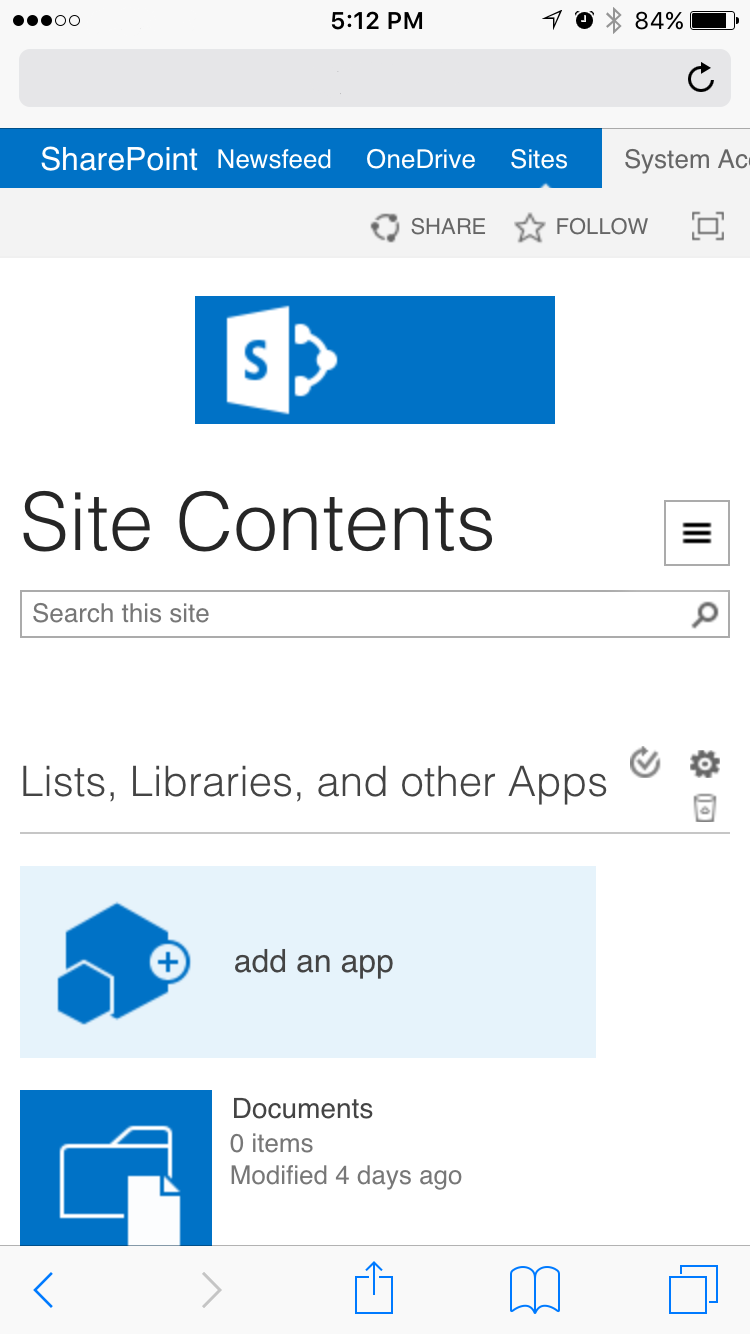 5:12 PM 84%
SharePoint Newsfeed OneDrive Sites System Acc
SHARE FOLLOW
S
Site Contents
Search this site
Lists, Libraries, and other Apps
add an app
Documents
0 items
Modified 4 days ago